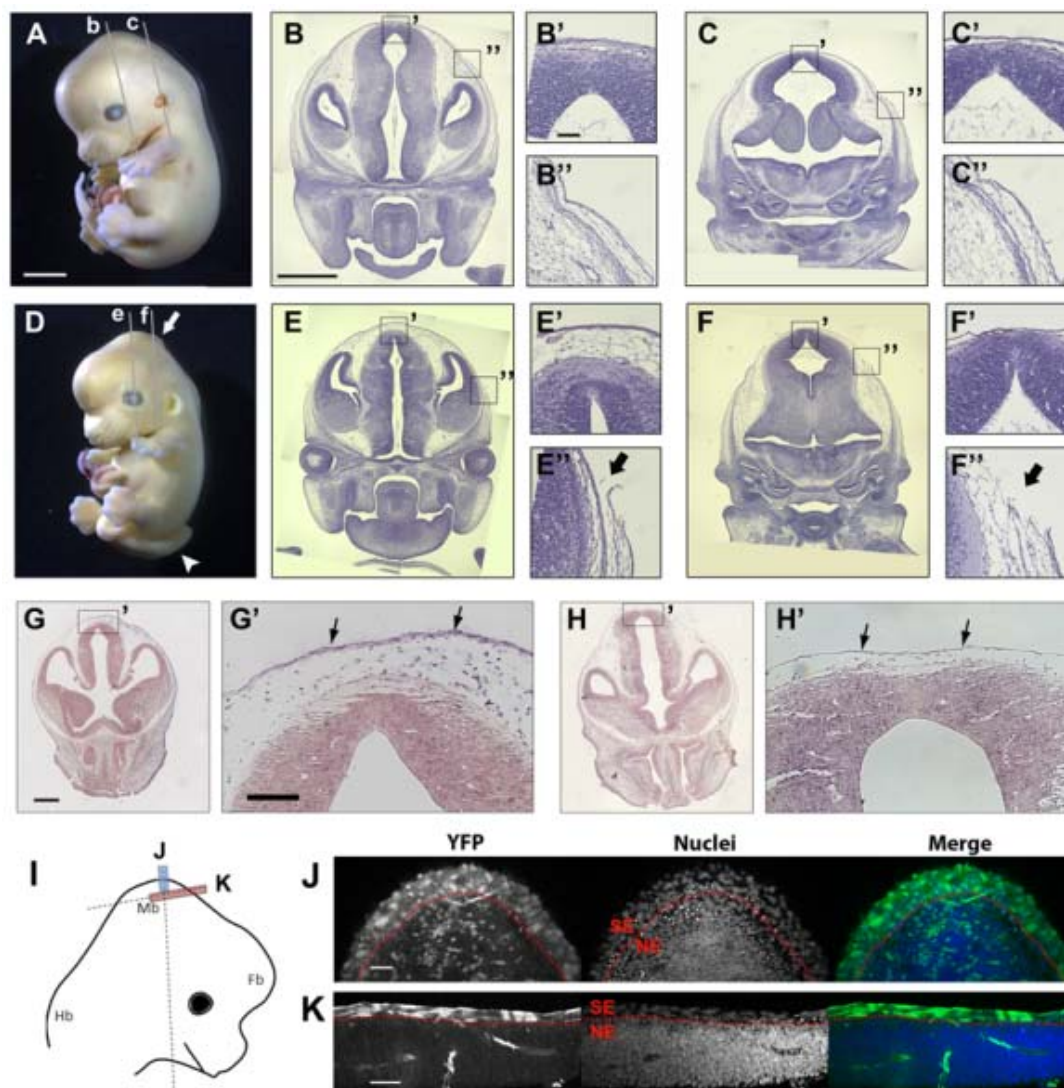 A b c B ’ ’’ B’ C ’ ’’ C’
B’’ C’’
D e f E ’ ’’ E’ F ’ ’’ F’
E’’ F’’
G ’ G’ H ’ H’
YFP Nuclei Merge
I J K Mb Fb Hb
J SE NE
K SE NE